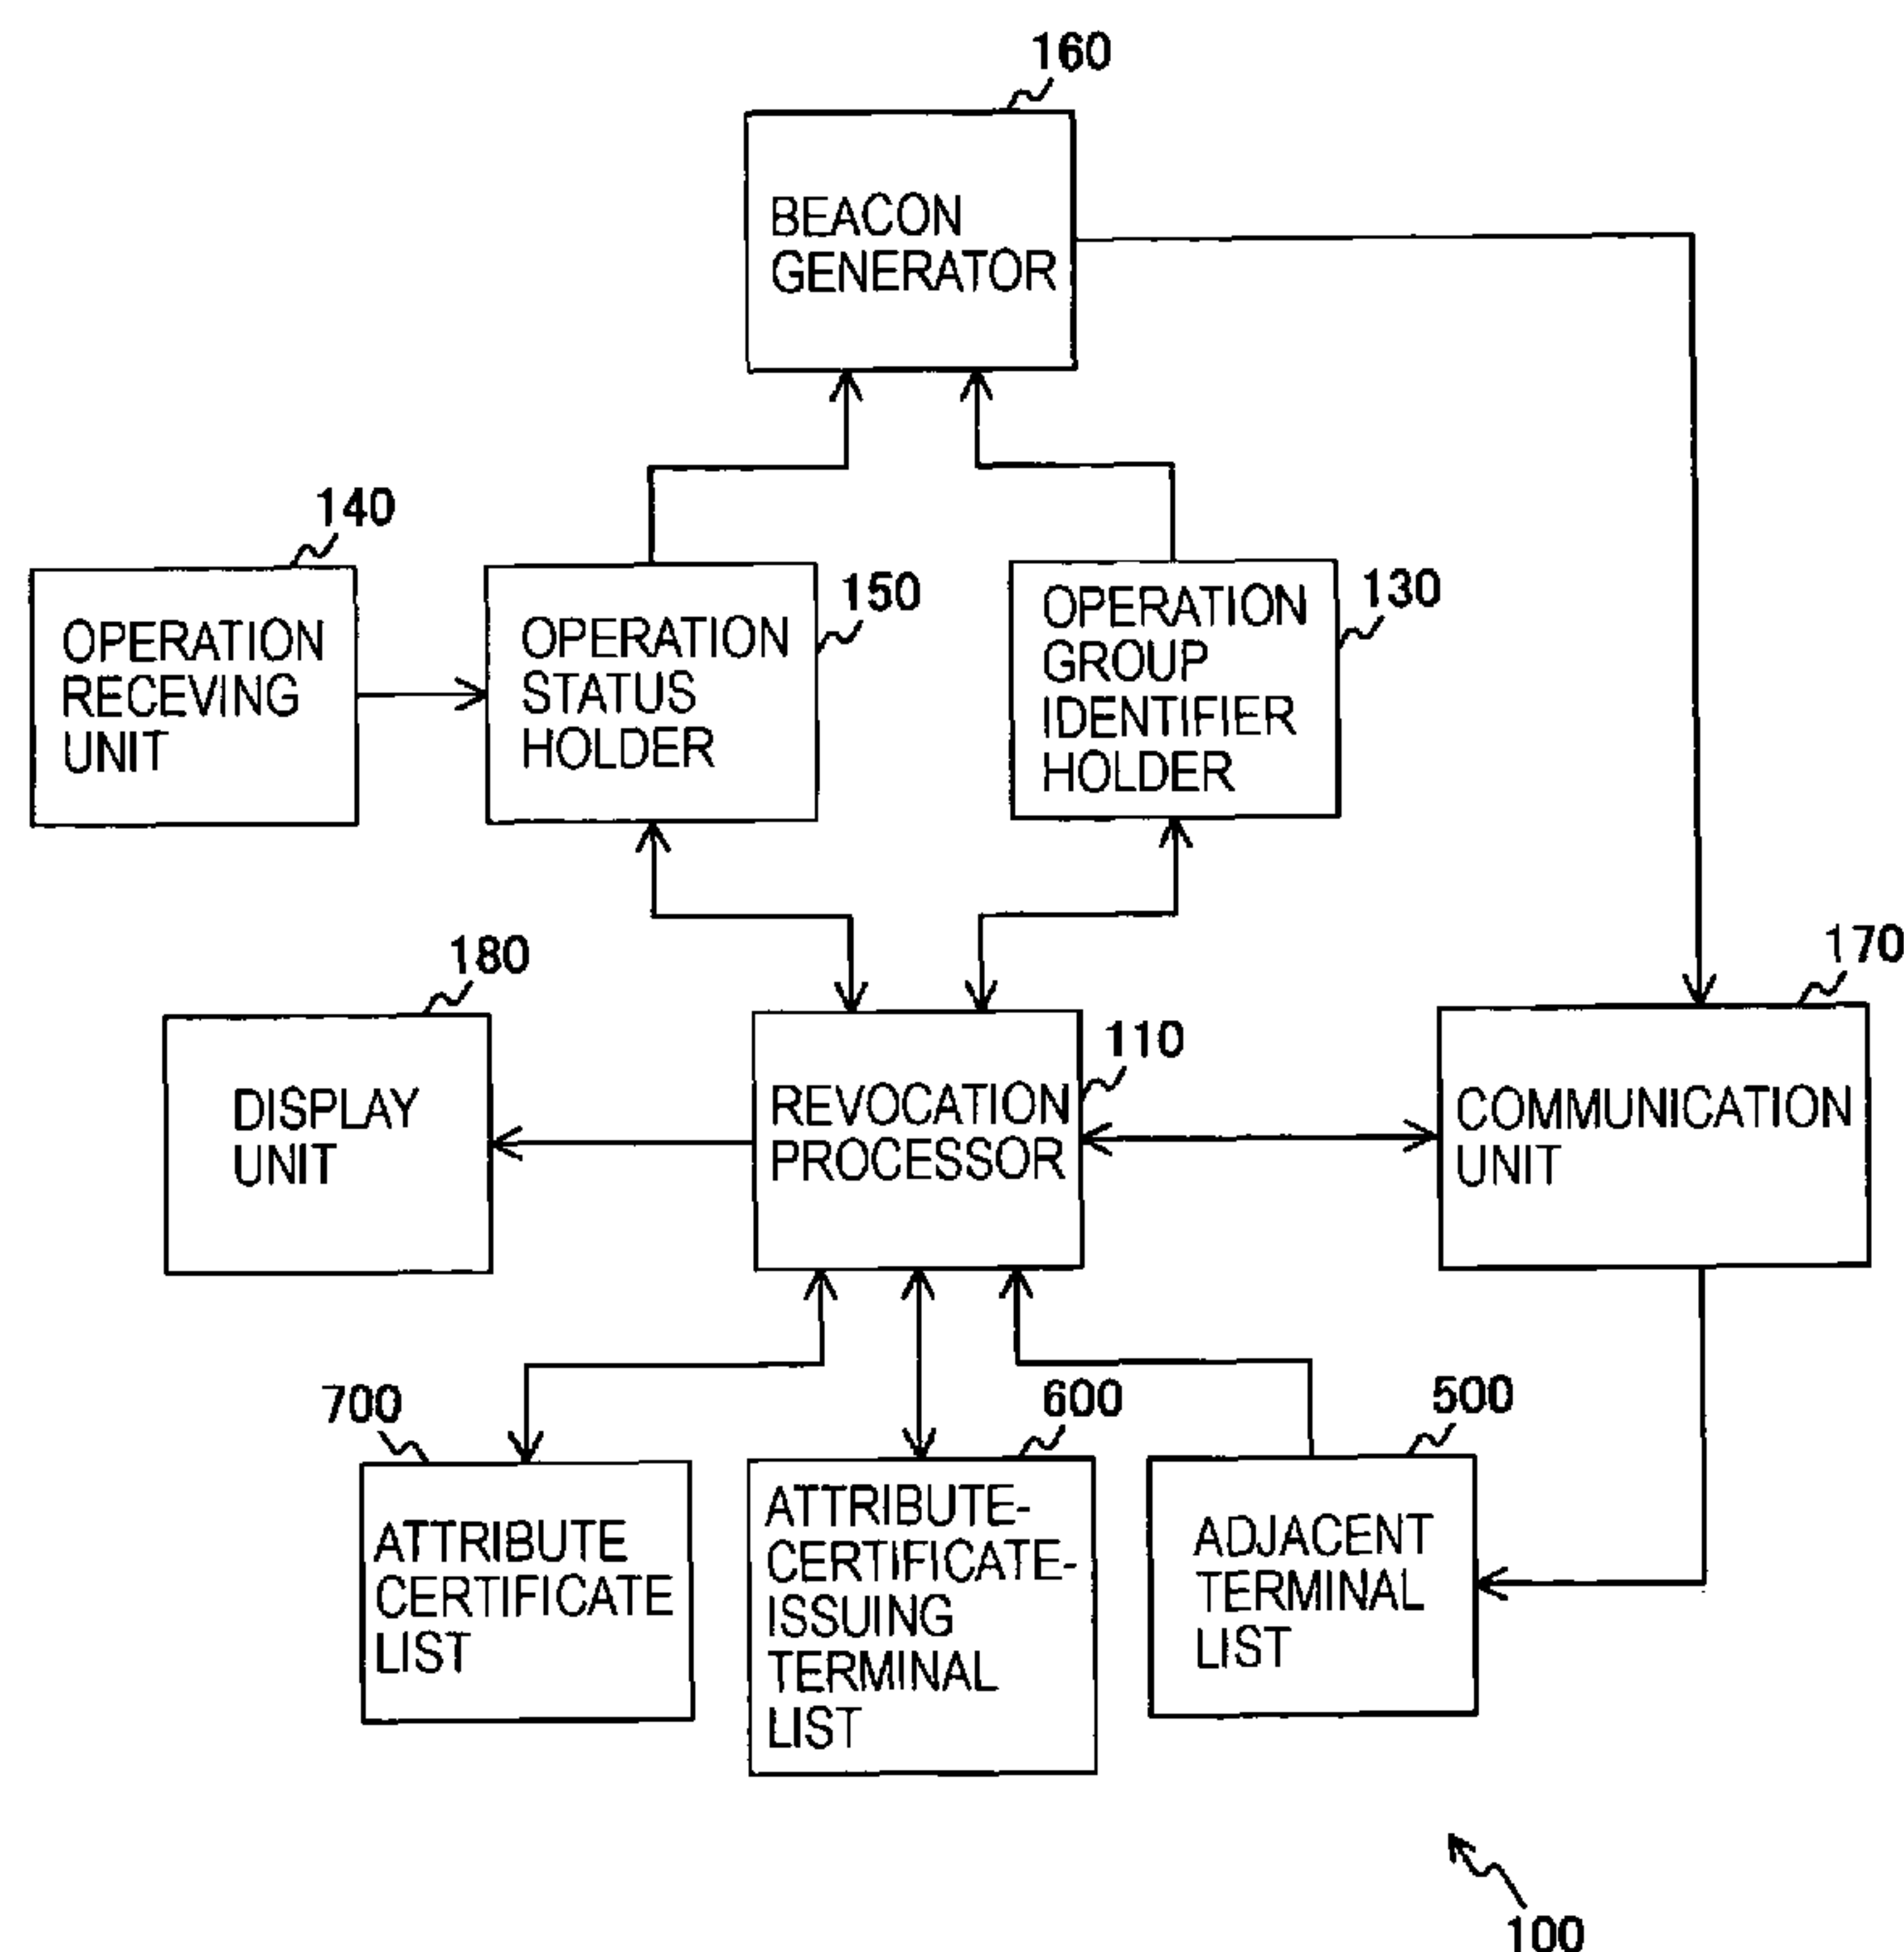 160
BEACON
GENERATOR
140
OPERATION
RECEVING
UNIT
150
OPERATION
STATUS
HOLDER
130
OPERATION
GROUP
IDENTIFIER
HOLDER
180
DISPLAY
UNIT
110
REVOCATION
PROCESSOR
170
COMMUNICATION
UNIT
700
ATTRIBUTE
CERTIFICATE
LIST
600
ATTRIBUTE-
CERTIFICATE-
ISSUING
TERMINAL
LIST
500
ADJACENT
TERMINAL
LIST
100